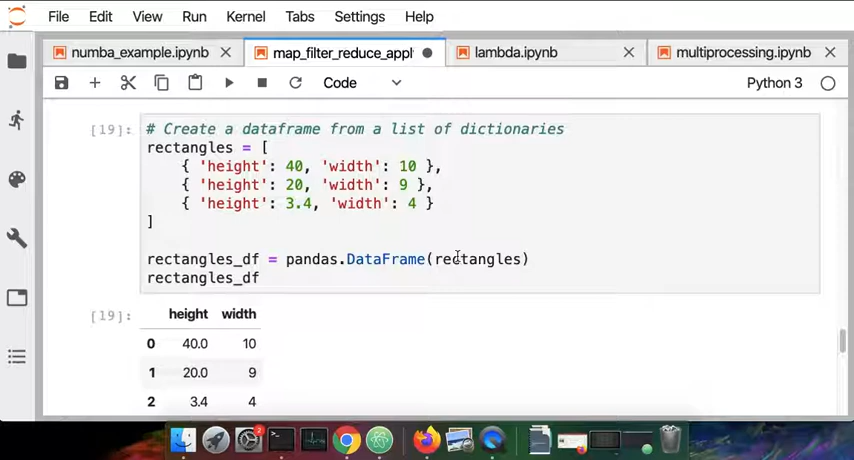 File Edit View Run Kernel Tabs Settings Help
numba_example.ipynb map_filter_reduce_appl lambda.ipynb multiprocessing.ipynb
Code Python 3
[19]: # Create a dataframe from a list of dictionaries
rectangles = [
{ 'height': 40, 'width': 10 },
{ 'height': 20, 'width': 9 },
{ 'height': 3.4, 'width': 4 }
]
rectangles_df = pandas.DataFrame(rectangles)
rectangles_df
[19]: height width
0 40.0 10
1 20.0 9
2 3.4 4
2